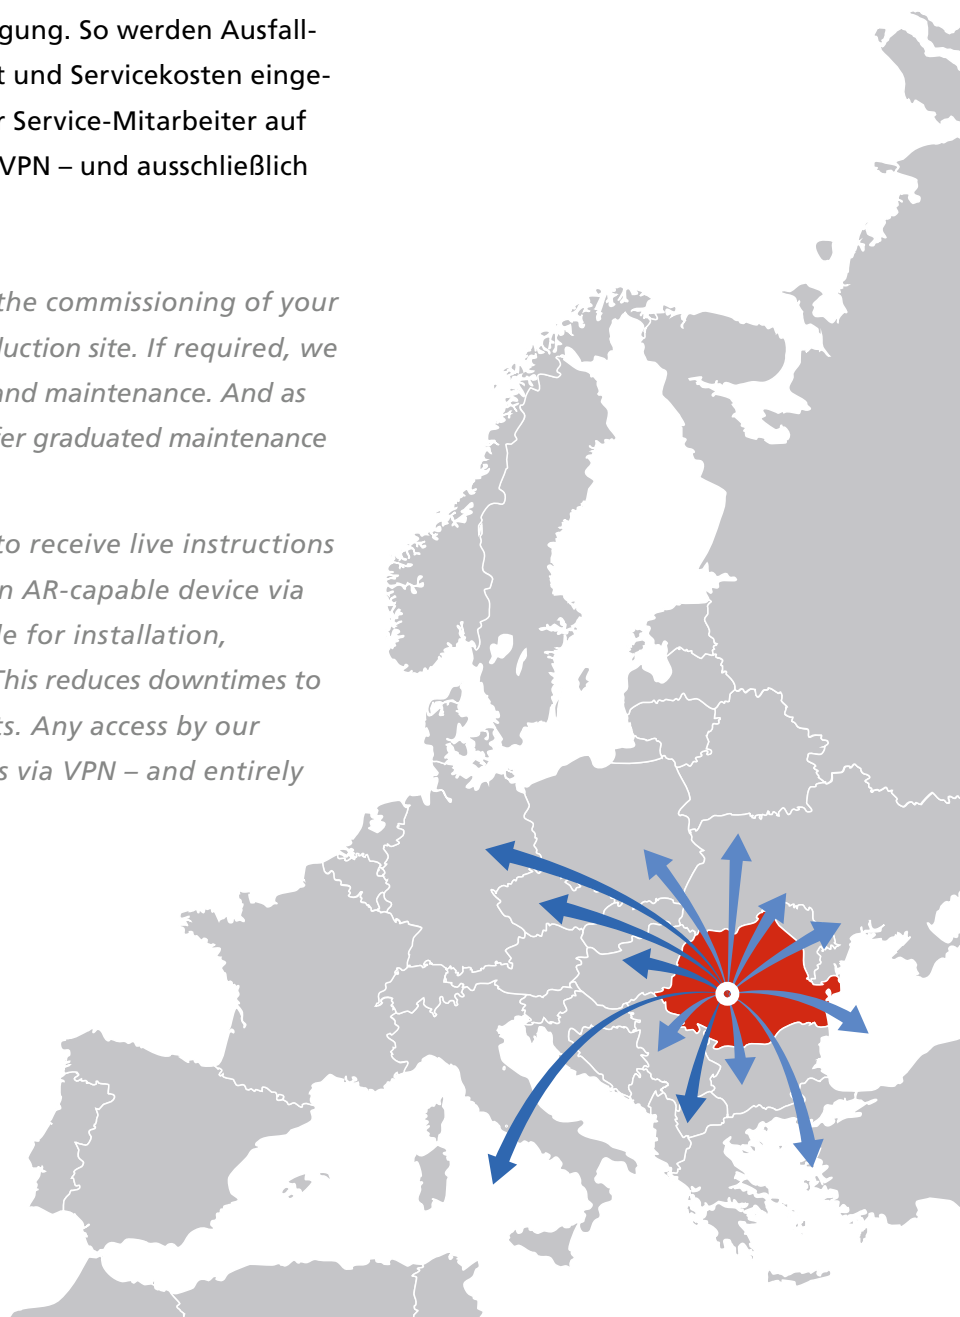 gung. So werden Ausfall-
t und Servicekosten einge-
r Service-Mitarbeiter auf
VPN – und ausschließlich
the commissioning of your
luction site. If required, we
and maintenance. And as
fer graduated maintenance
to receive live instructions
n AR-capable device via
le for installation,
This reduces downtimes to
ts. Any access by our
s via VPN – and entirely